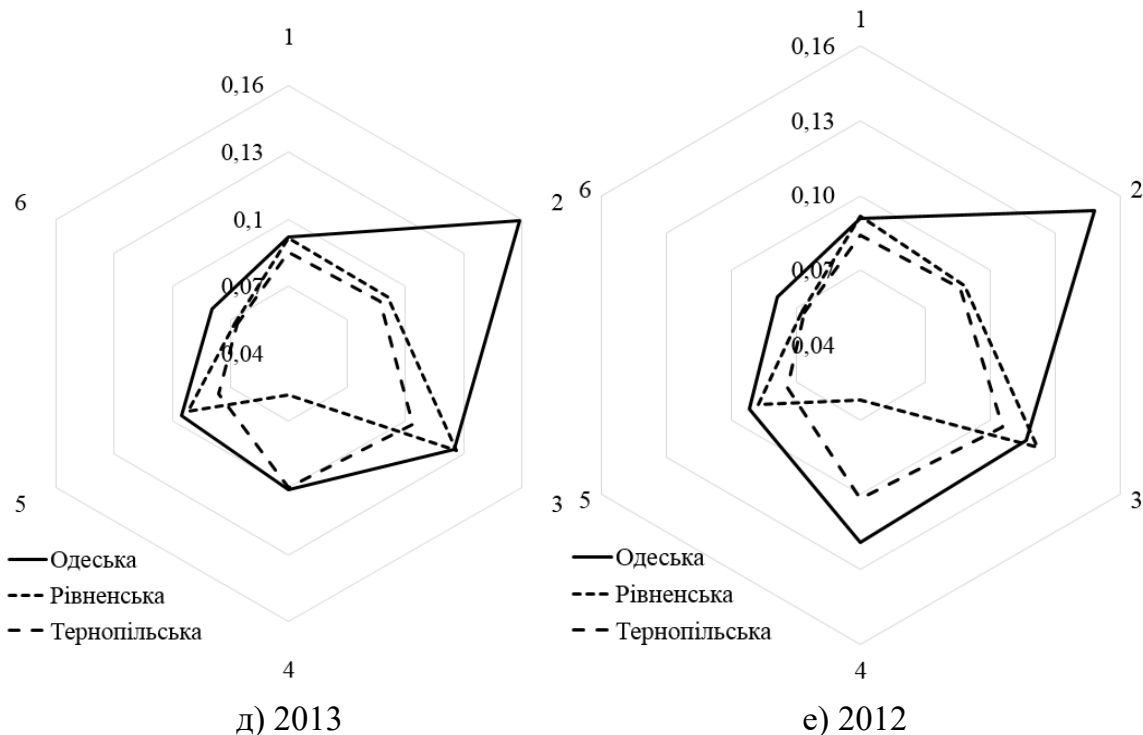 1
0,16
0,13
0,1
0,07
0,04
2
3
4
5
6
Одеська
Рівненська
Тернопільська
д) 2013
1
0,16
0,13
0,10
0,07
0,04
2
3
4
5
6
Одеська
Рівненська
Тернопільська
е) 2012